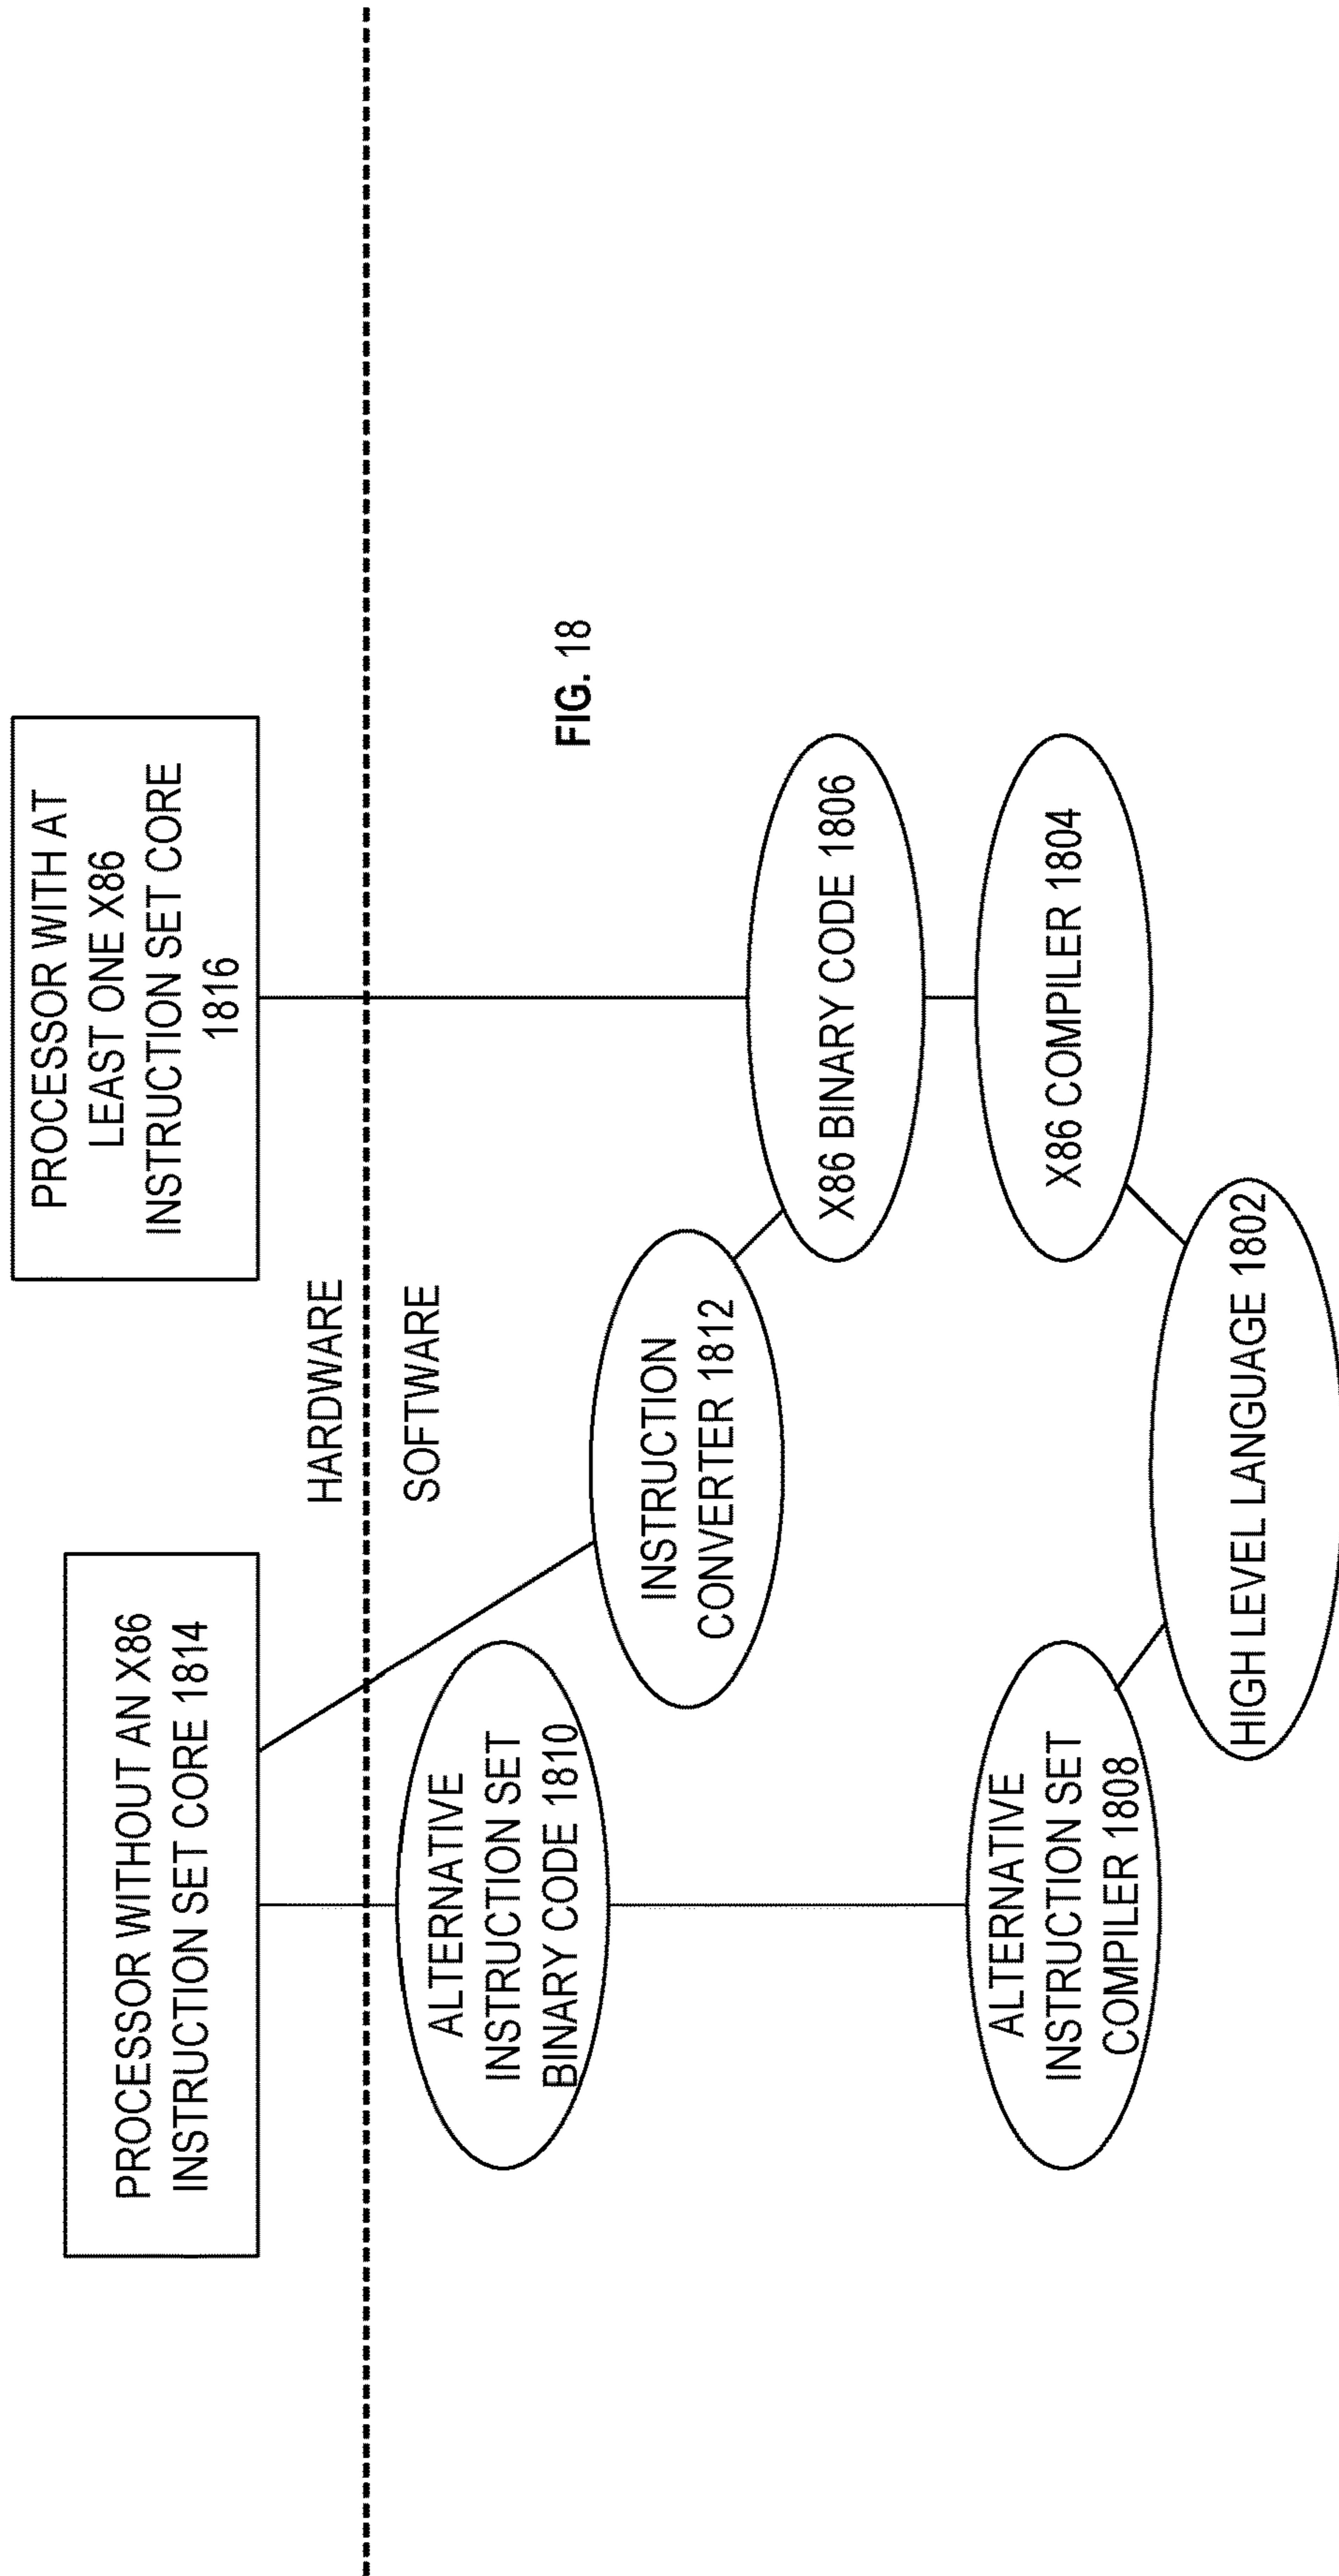 PROCESSOR WITHOUT AN X86
INSTRUCTION SET CORE 1814
PROCESSOR WITH AT
LEAST ONE X86
INSTRUCTION SET CORE
1816
HARDWARE
SOFTWARE
ALTERNATIVE
INSTRUCTION SET
BINARY CODE 1810
INSTRUCTION
CONVERTER 1812
FIG. 18
X86 BINARY CODE 1806
ALTERNATIVE
INSTRUCTION SET
COMPILER 1808
X86 COMPILER 1804
HIGH LEVEL LANGUAGE 1802